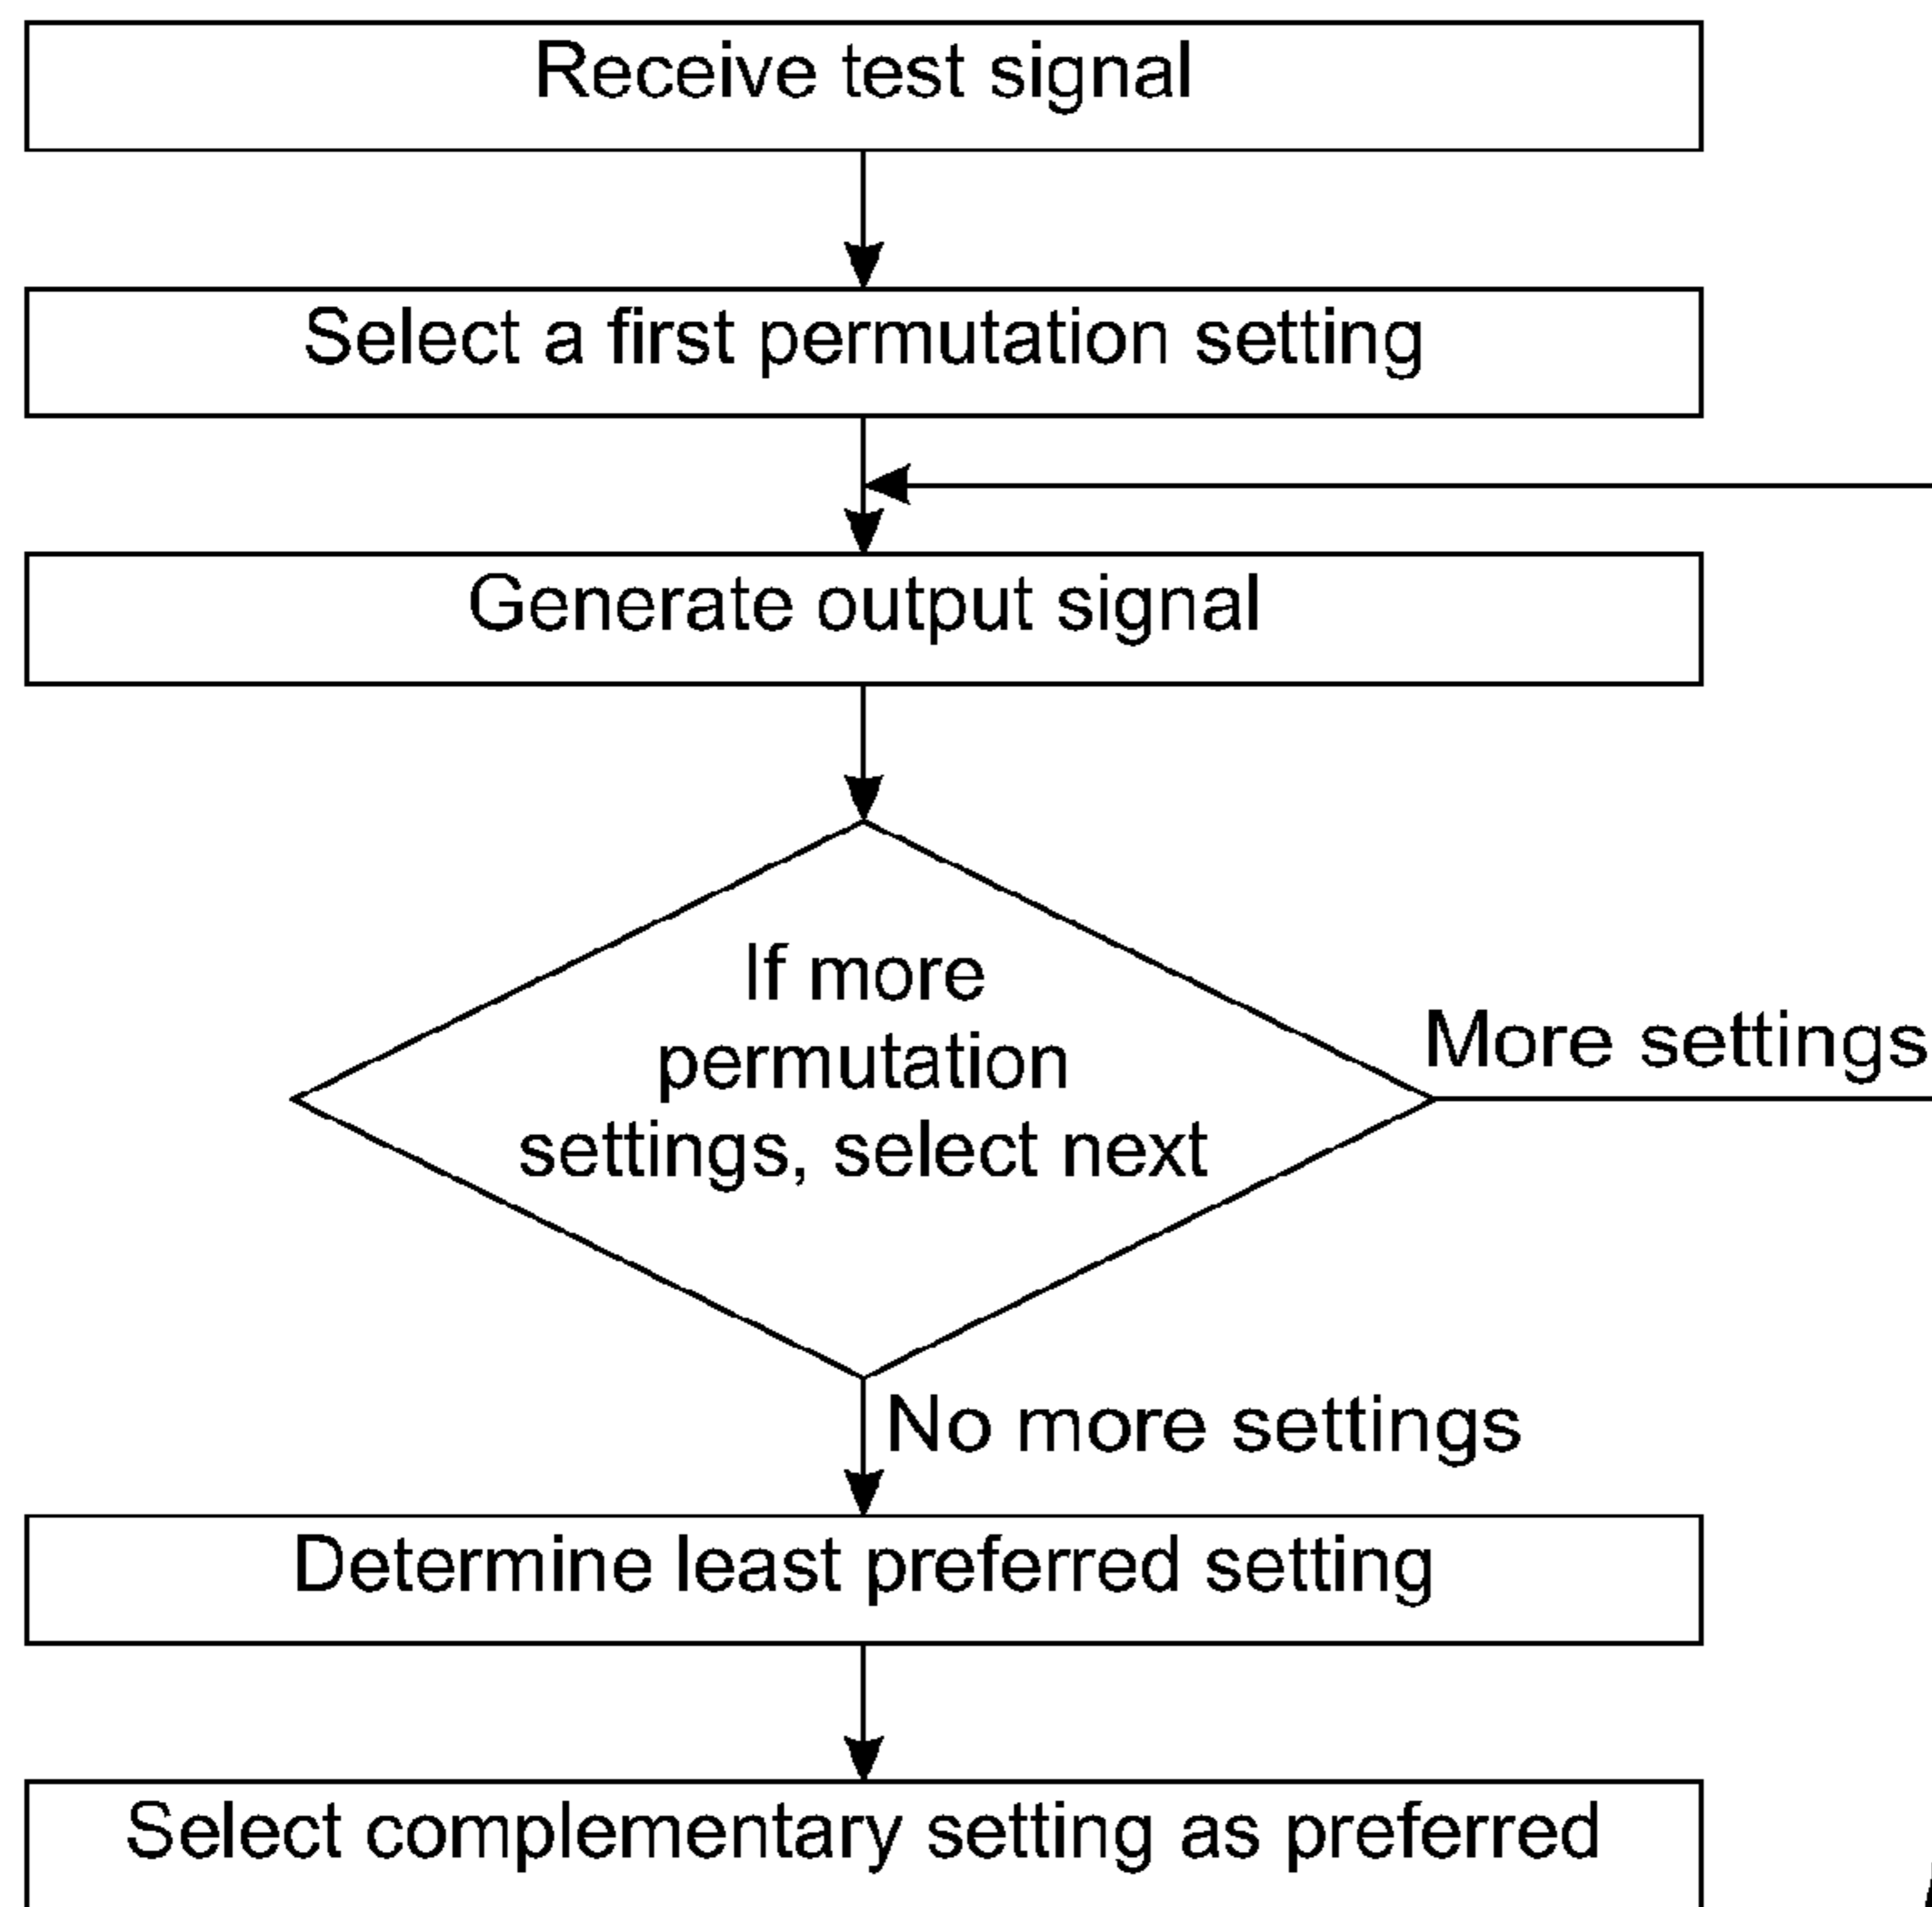 Receive test signal
Select a first permutation setting
Generate output signal
If more
permutation
settings, select next
More settings
No more settings
Determine least preferred setting
Select complementary setting as preferred